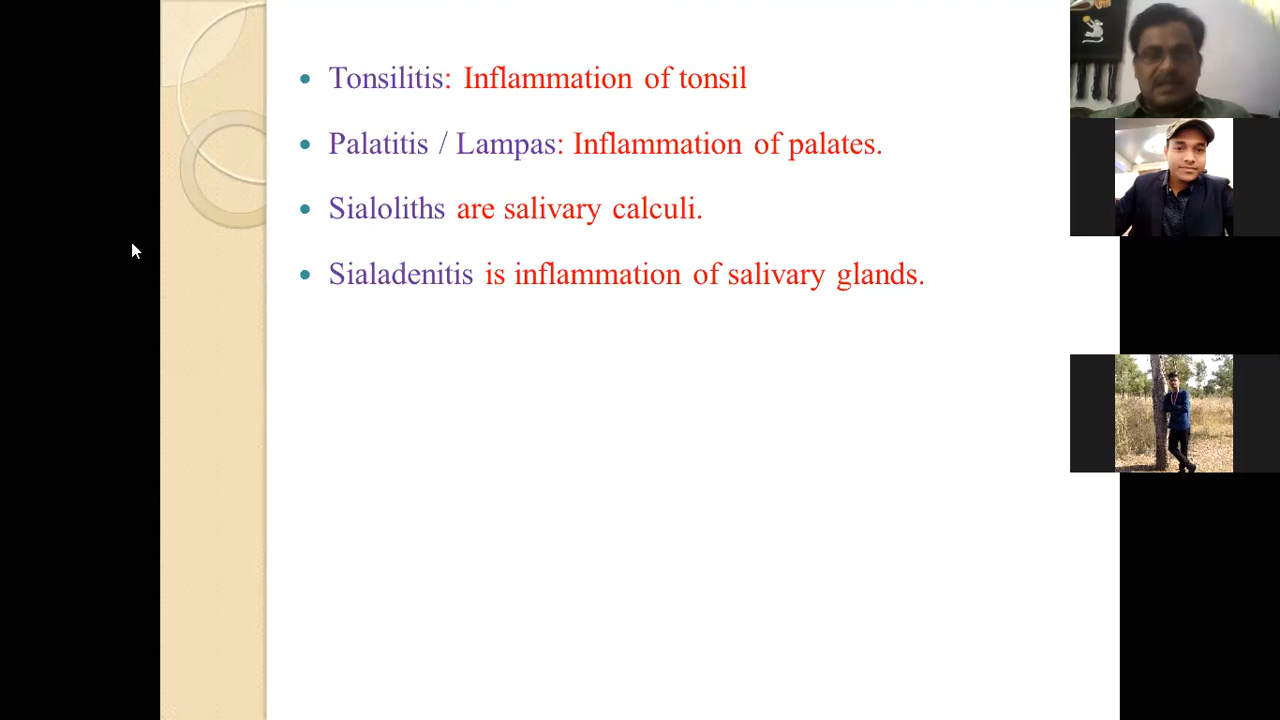 Tonsilitis: Inflammation of tonsil
Palatitis / Lampas: Inflammation of palates.
Sialoliths are salivary calculi.
Sialadenitis is inflammation of salivary glands.